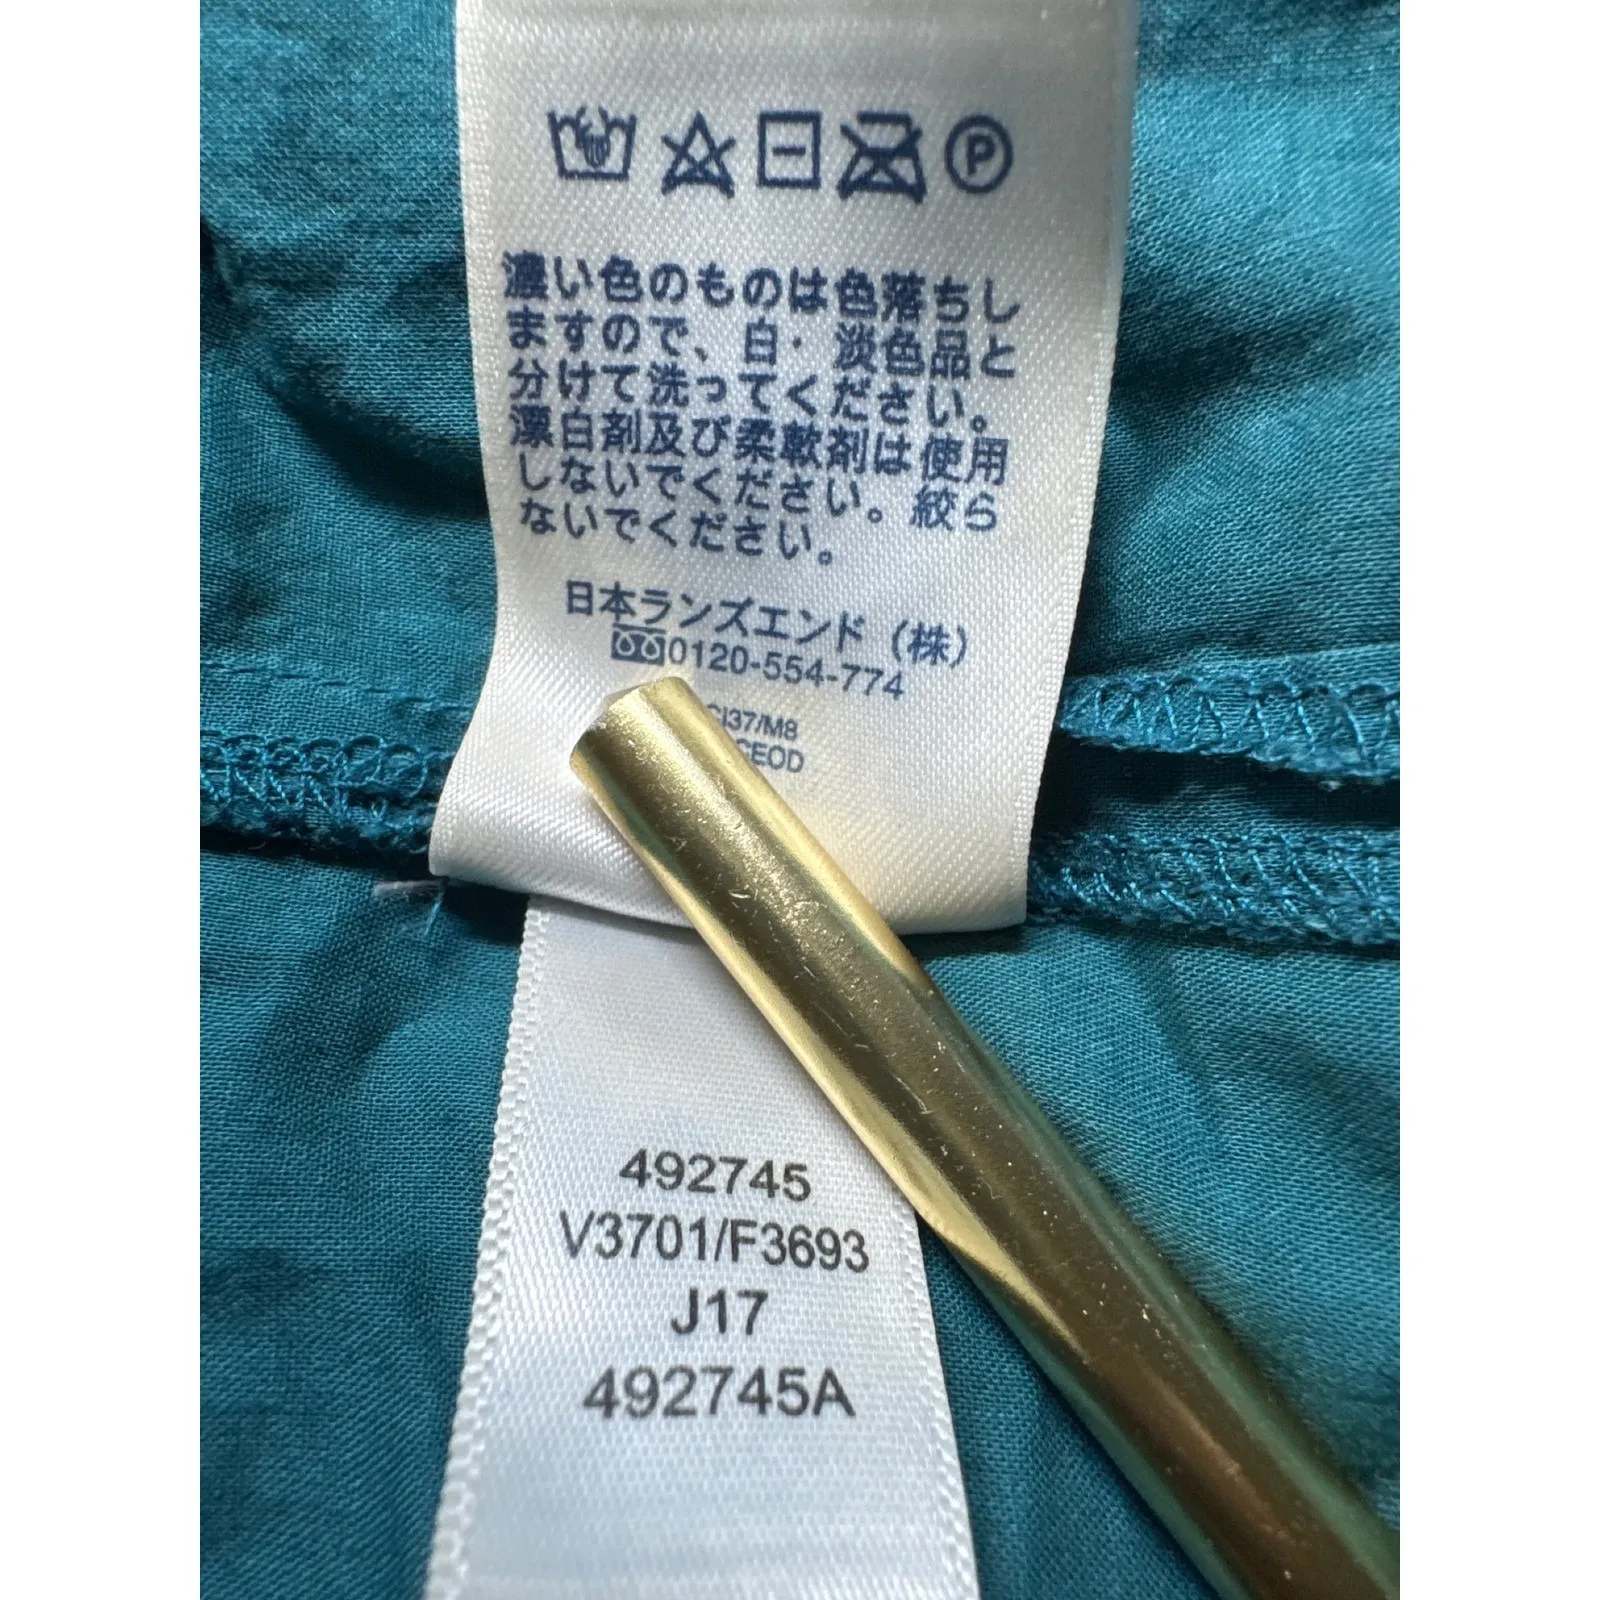 P
濃い色のものは色落ちし
ますので、白・淡色品と
分けて洗ってください。
漂白剤及び柔軟剤は使用
しないでください。絞ら
ないでください。
日本ランズエンド（株）
0120-554-774
CI37/M8
CEOD
492745
V3701/F3693
J17
492745A